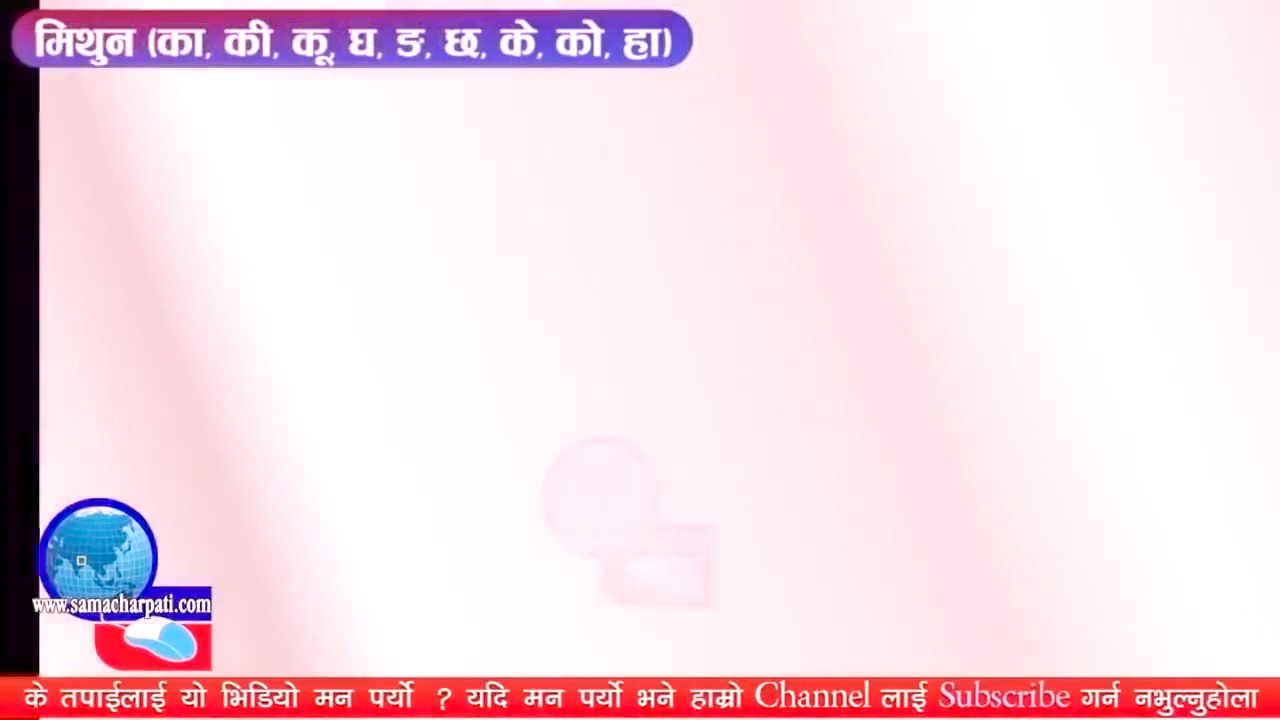 मिथुन (का, की, कू, घ, ङ, छ, के, को, हा)
www.samacharpati.com
के तपाईलाई यो भिडियो मन पर्यो ? यदि मन पर्यो भने हाम्रो Channel लाई Subscribe गर्न नभुल्नुहोला